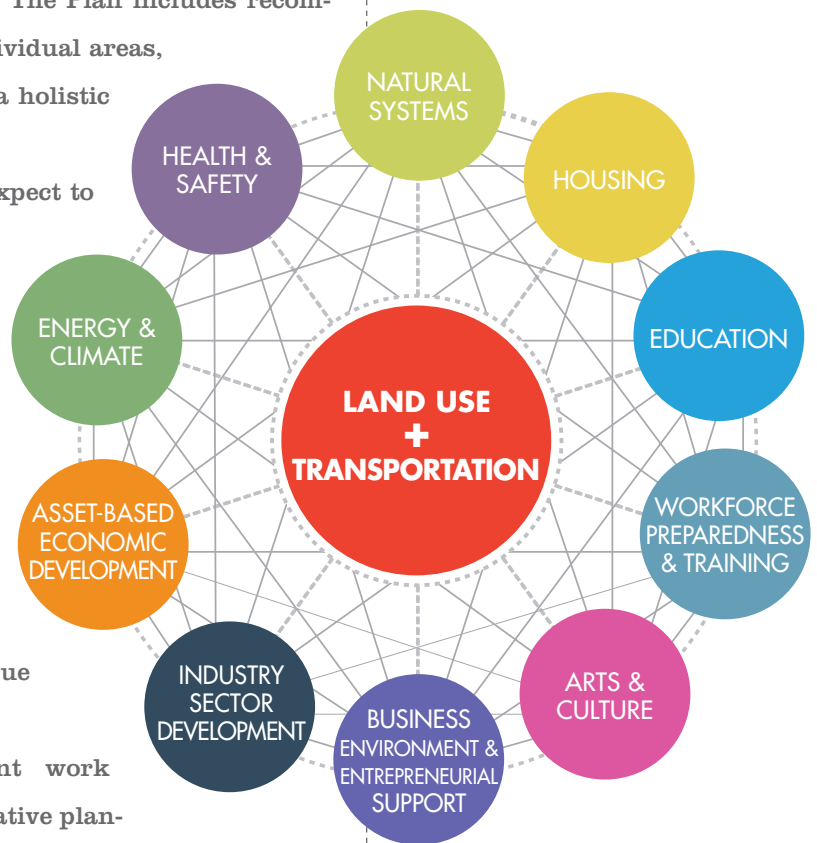 The Plan includes recom-
ividual areas,
a holistic
xpect to
ue
nt work
ative plan-
NATURAL
SYSTEMS
HEALTH &
SAFETY
HOUSING
ENERGY &
CLIMATE
EDUCATION
LAND USE
+
TRANSPORTATION
ASSET-BASED
ECONOMIC
DEVELOPMENT
WORKFORCE
PREPAREDNESS
& TRAINING
INDUSTRY
SECTOR
DEVELOPMENT
ARTS &
CULTURE
BUSINESS
ENVIRONMENT &
ENTREPRENEURIAL
SUPPORT